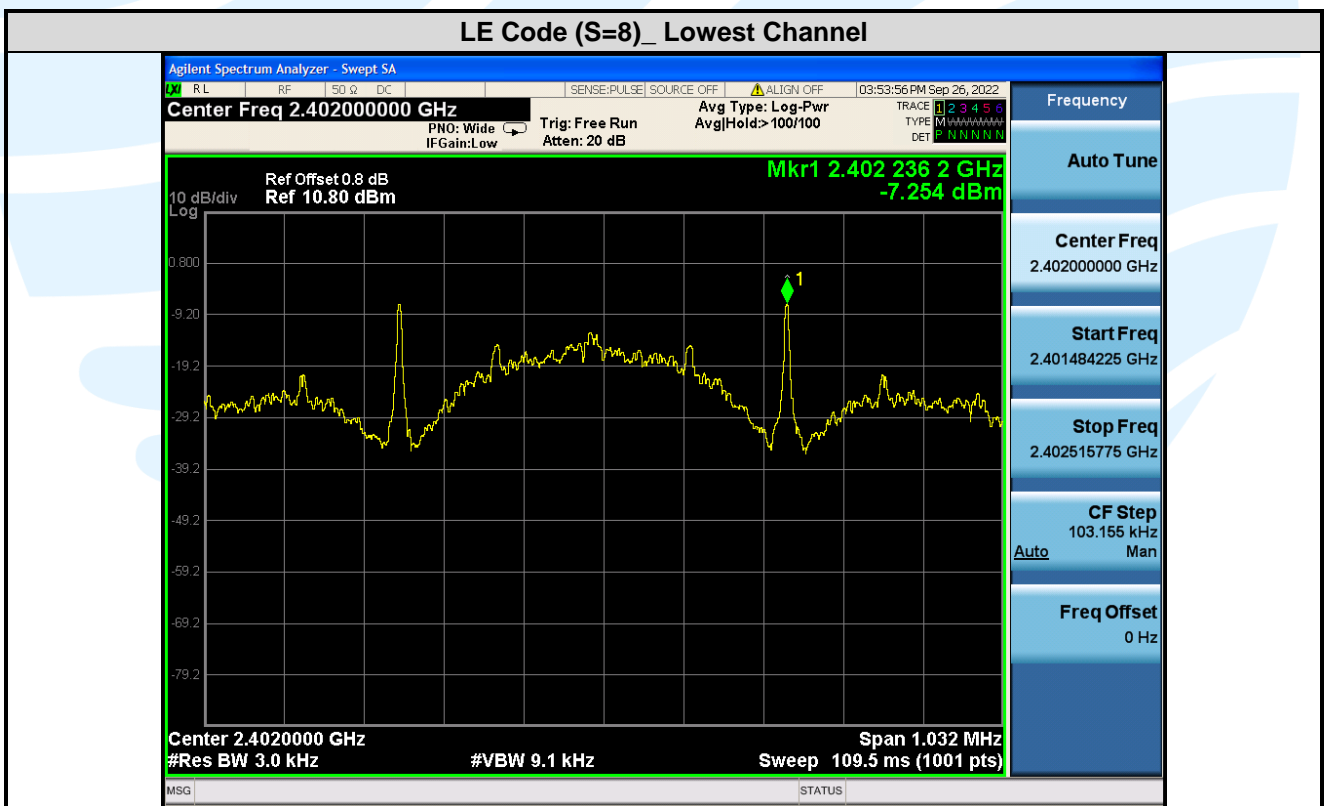 LE Code (S=8)_ Lowest Channel
Agilent Spectrum Analyzer - Swept SA
LXI RL RF 50 Ω DC SENSE:PULSE SOURCE OFF ALIGN OFF 03:53:56 PM Sep 26, 2022
Center Freq 2.402000000 GHz
PNO: Wide
IFGain:Low
Trig: Free Run
Atten: 20 dB
Avg Type: Log-Pwr
Avg|Hold:>100/100
TRACE 1 2 3 4 5 6
TYPE M
DET P N N N N N
Mkr1 2.402 236 2 GHz
-7.254 dBm
Ref Offset 0.8 dB
10 dB/div Ref 10.80 dBm
Log
0.800
-9.20
-19.2
-29.2
-39.2
-49.2
-59.2
-69.2
-79.2
1
Center 2.4020000 GHz Span 1.032 MHz
#Res BW 3.0 kHz #VBW 9.1 kHz Sweep 109.5 ms (1001 pts)
MSG STATUS
Frequency
Auto Tune
Center Freq
2.402000000 GHz
Start Freq
2.401484225 GHz
Stop Freq
2.402515775 GHz
CF Step
103.155 kHz
Auto Man
Freq Offset
0 Hz